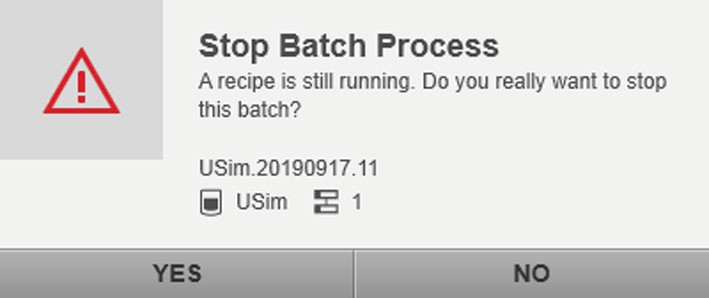 Stop Batch Process
A recipe is still running. Do you really want to stop
this batch?
USim.20190917.11
USim 1
YES NO